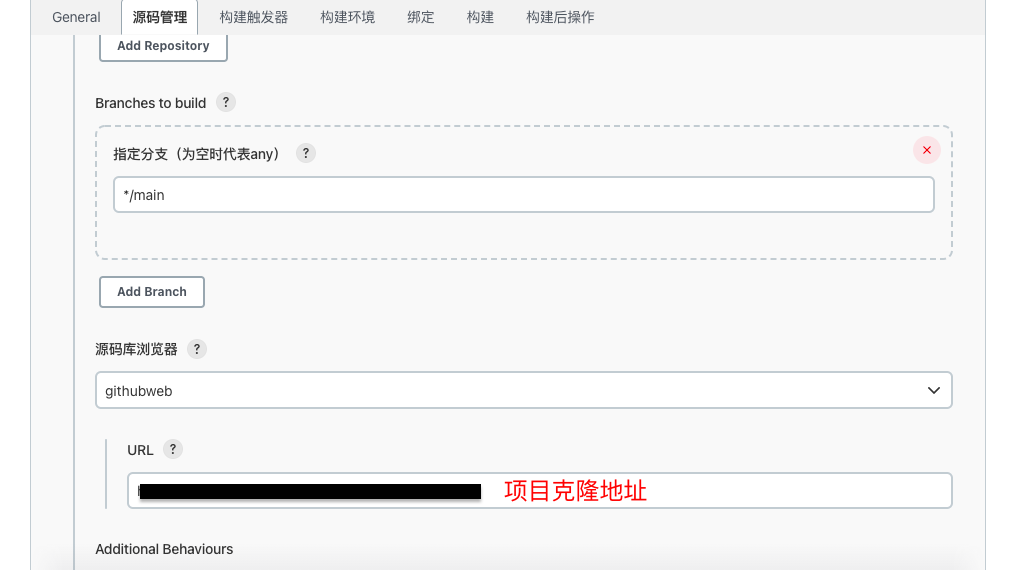 General 源码管理 构建触发器 构建环境 绑定 构建 构建后操作
Add Repository
Branches to build ?
指定分支（为空时代表any） ?
*/main
Add Branch
源码库浏览器 ?
githubweb
URL ?
项目克隆地址
Additional Behaviours